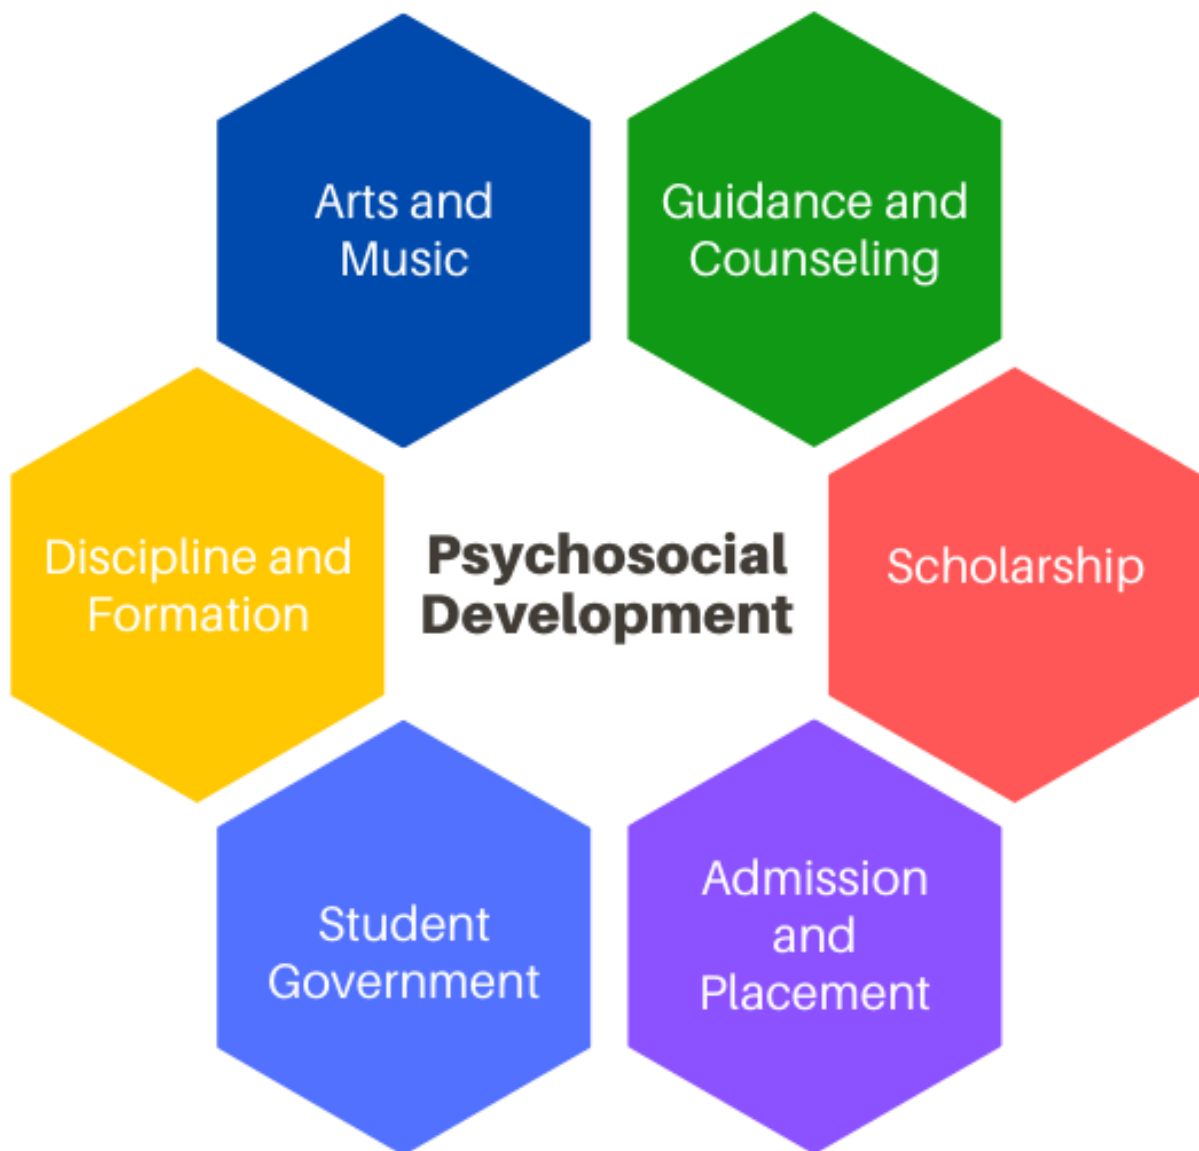 Arts and
Music
Guidance and
Counseling
Discipline and
Formation
Psychosocial
Development
Scholarship
Student
Government
Admission
and
Placement